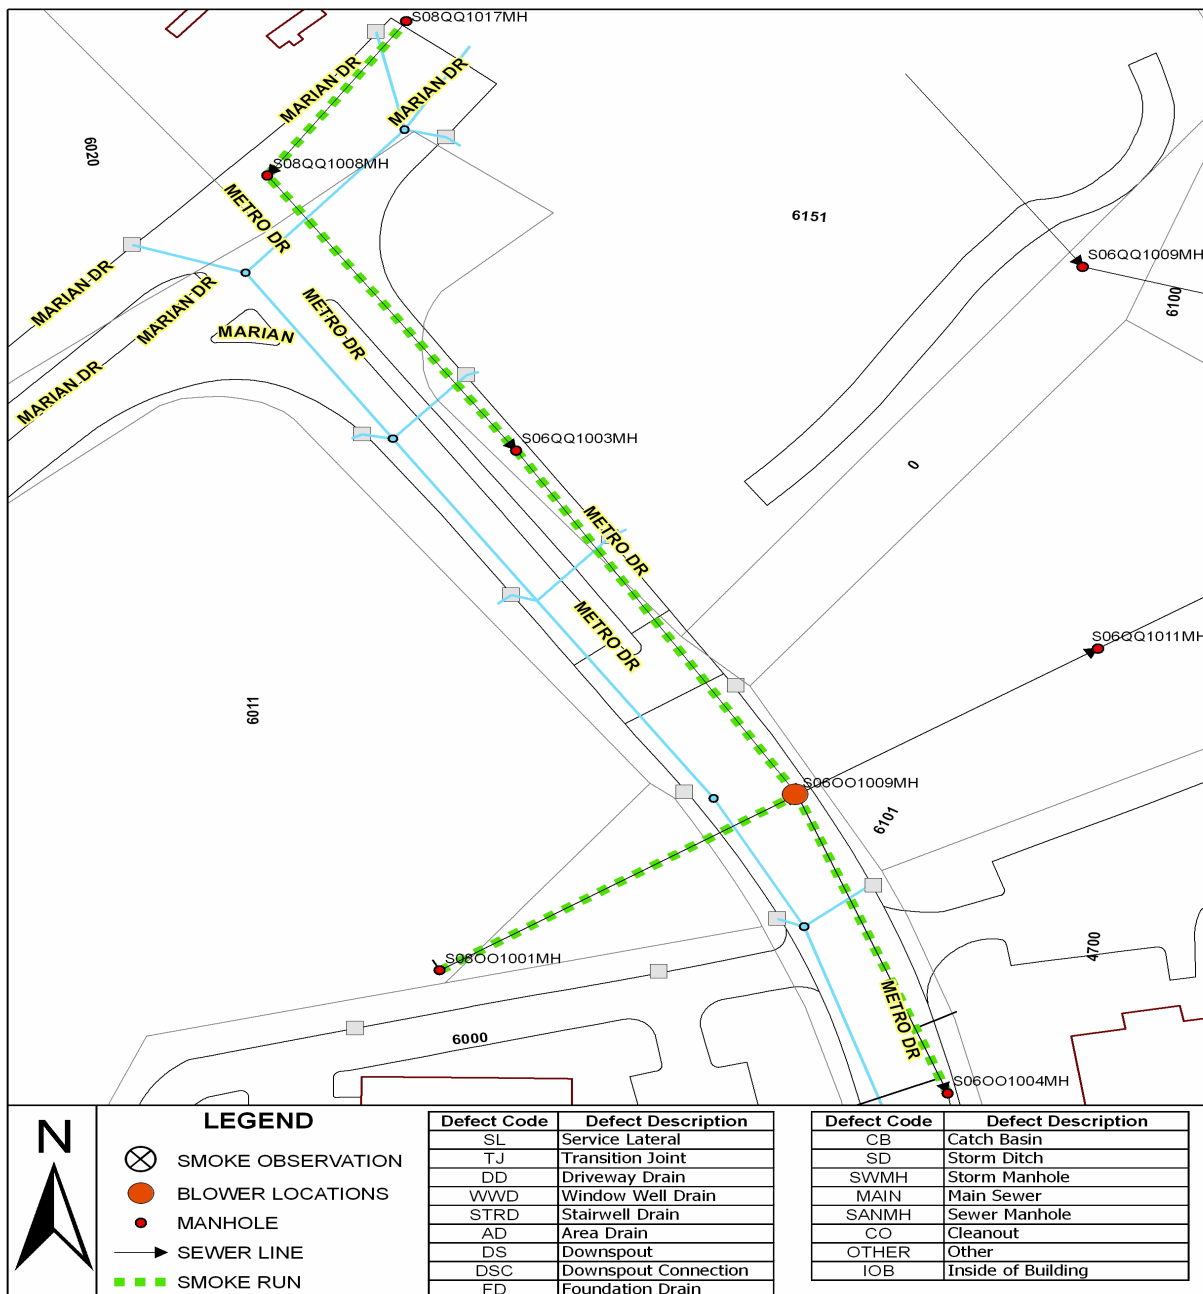 S08QQ1017MH
MARIAN DR
MARIAN DR
6020
S08QQ1008MH
METRO DR
6151
S06QQ1009MH
6100
MARIAN DR
MARIAN DR
METRO DR
MARIAN
MARIAN DR
S06QQ1003MH
0
METRO DR
METRO DR
S06QQ1011MH
6011
S06OO1009MH
6101
4700
S08OO1001MH
METRO DR
6000
S06OO1004MH
N
LEGEND
SMOKE OBSERVATION
BLOWER LOCATIONS
MANHOLE
SEWER LINE
SMOKE RUN
Defect Code Defect Description
SL Service Lateral
TJ Transition Joint
DD Driveway Drain
WWD Window Well Drain
STRD Stairwell Drain
AD Area Drain
DS Downspout
DSC Downspout Connection
FD Foundation Drain
Defect Code Defect Description
CB Catch Basin
SD Storm Ditch
SWMH Storm Manhole
MAIN Main Sewer
SANMH Sewer Manhole
CO Cleanout
OTHER Other
IOB Inside of Building